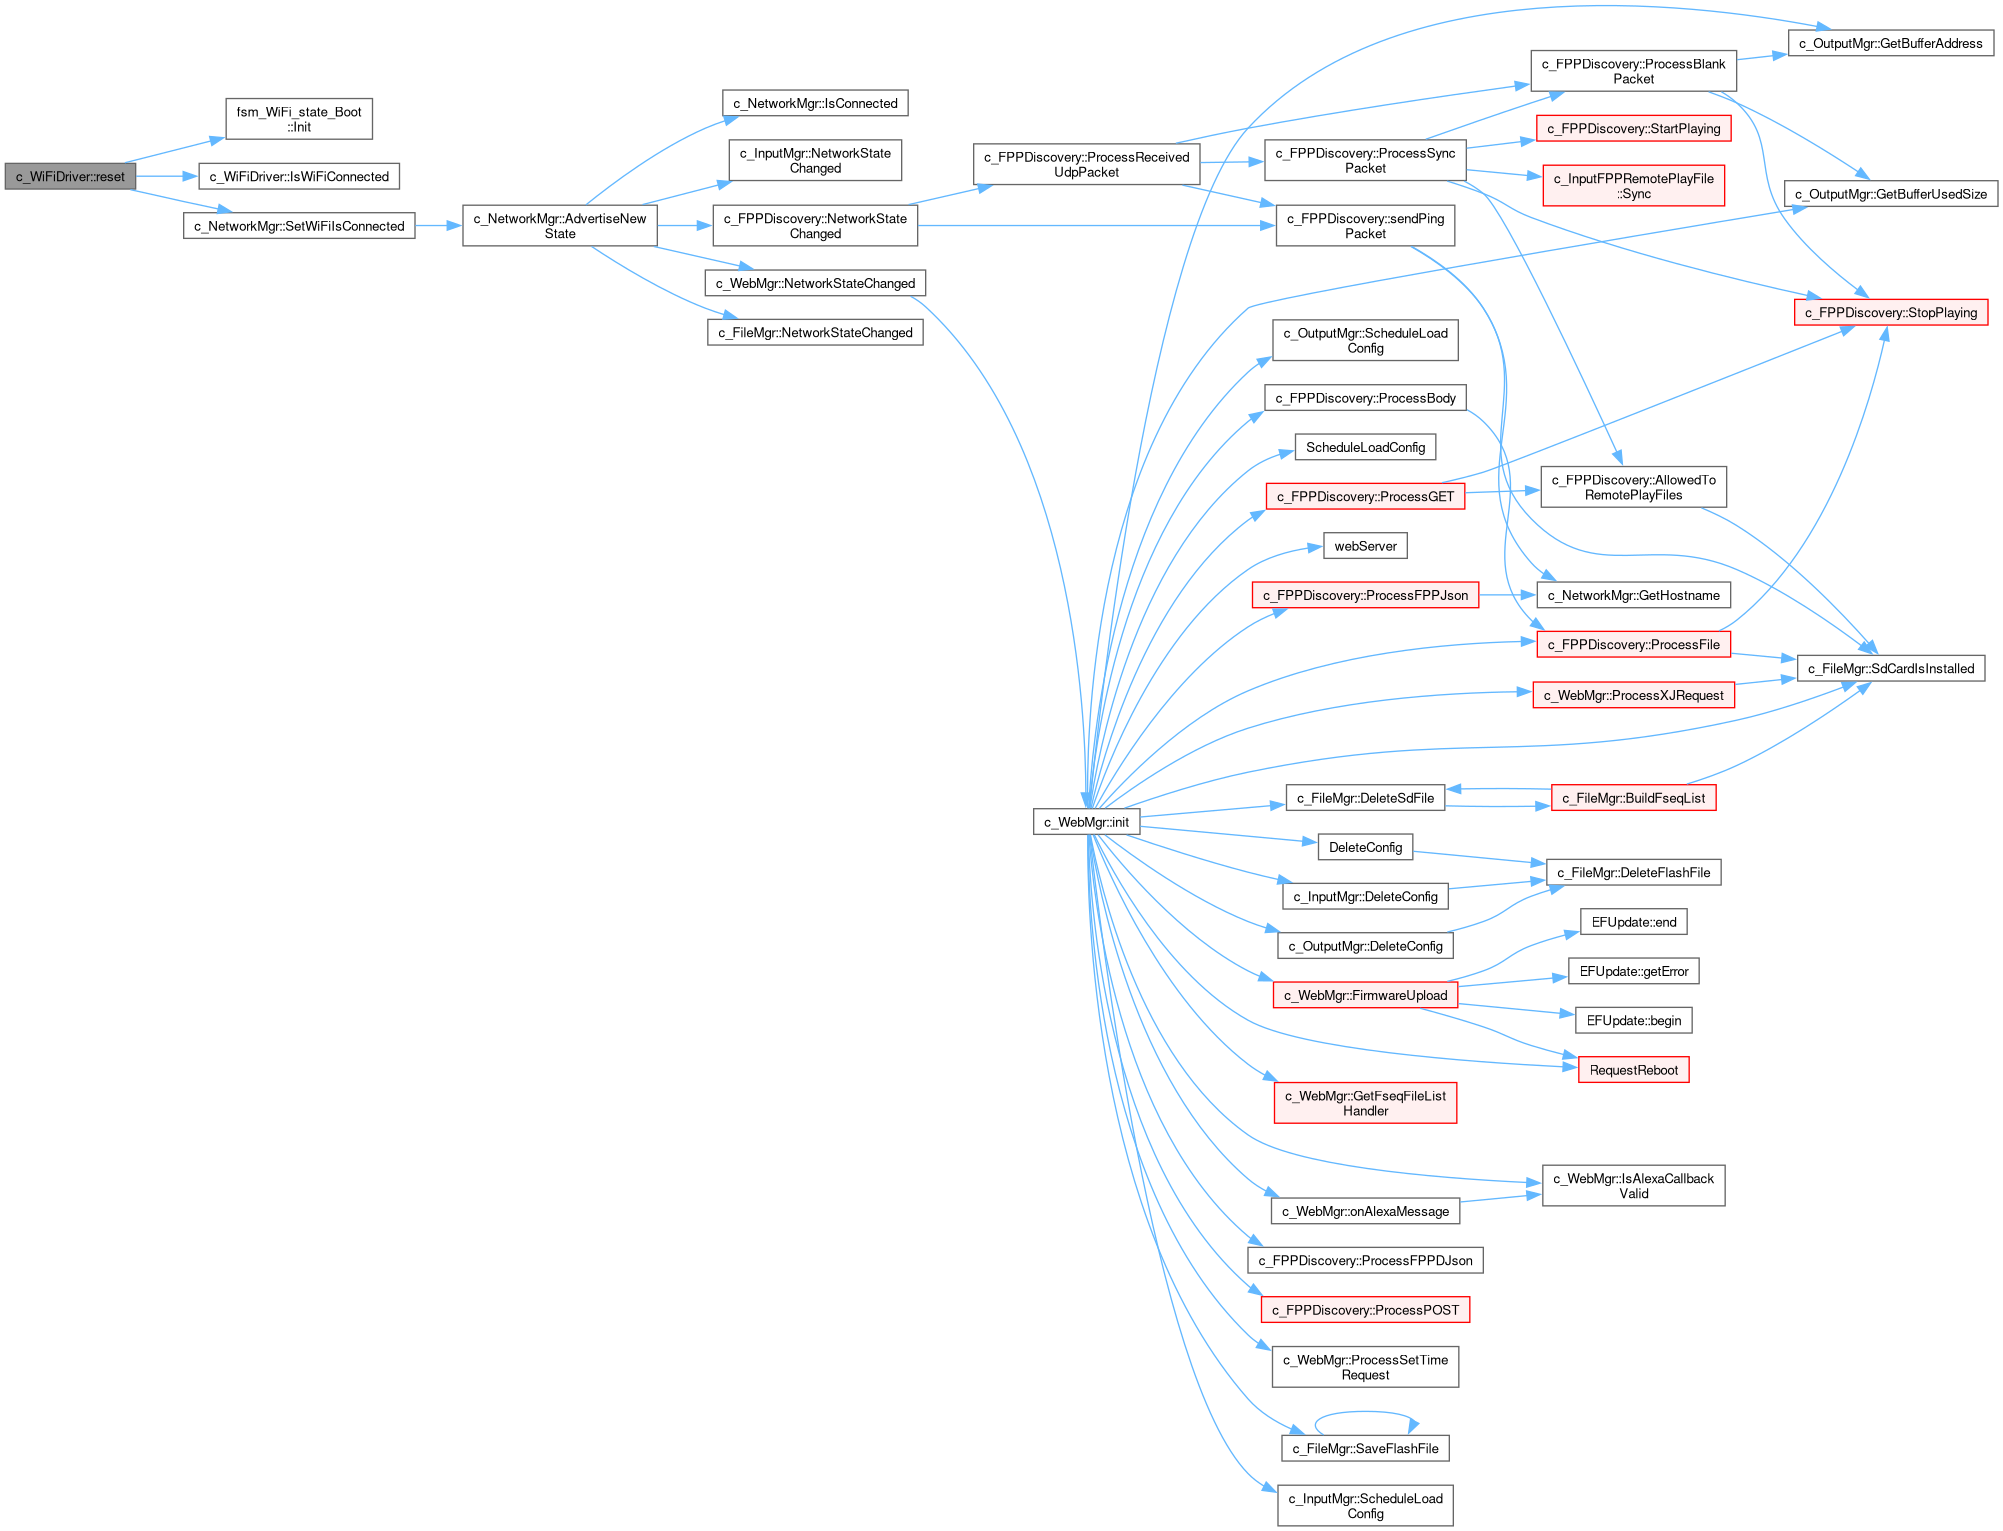 c_WiFiDriver::reset
fsm_WiFi_state_Boot
::Init
c_WiFiDriver::IsWiFiConnected
c_NetworkMgr::SetWiFiIsConnected
c_NetworkMgr::AdvertiseNew
State
c_NetworkMgr::IsConnected
c_InputMgr::NetworkState
Changed
c_FPPDiscovery::NetworkState
Changed
c_WebMgr::NetworkStateChanged
c_FileMgr::NetworkStateChanged
c_FPPDiscovery::ProcessReceived
UdpPacket
c_WebMgr::init
c_FPPDiscovery::ProcessSync
Packet
c_FPPDiscovery::sendPing
Packet
c_OutputMgr::ScheduleLoad
Config
c_FPPDiscovery::ProcessBody
ScheduleLoadConfig
c_FPPDiscovery::ProcessGET
webServer
c_FPPDiscovery::ProcessFPPJson
c_FileMgr::DeleteSdFile
DeleteConfig
c_InputMgr::DeleteConfig
c_OutputMgr::DeleteConfig
c_WebMgr::FirmwareUpload
c_WebMgr::GetFseqFileList
Handler
c_WebMgr::onAlexaMessage
c_FPPDiscovery::ProcessFPPDJson
c_FPPDiscovery::ProcessPOST
c_WebMgr::ProcessSetTime
Request
c_FileMgr::SaveFlashFile
c_InputMgr::ScheduleLoad
Config
c_FPPDiscovery::ProcessBlank
Packet
c_FPPDiscovery::StartPlaying
c_InputFPPRemotePlayFile
::Sync
c_FPPDiscovery::AllowedTo
RemotePlayFiles
c_NetworkMgr::GetHostname
c_FPPDiscovery::ProcessFile
c_WebMgr::ProcessXJRequest
c_FileMgr::BuildFseqList
c_FileMgr::DeleteFlashFile
EFUpdate::end
EFUpdate::getError
EFUpdate::begin
RequestReboot
c_WebMgr::IsAlexaCallback
Valid
c_OutputMgr::GetBufferAddress
c_OutputMgr::GetBufferUsedSize
c_FPPDiscovery::StopPlaying
c_FileMgr::SdCardIsInstalled